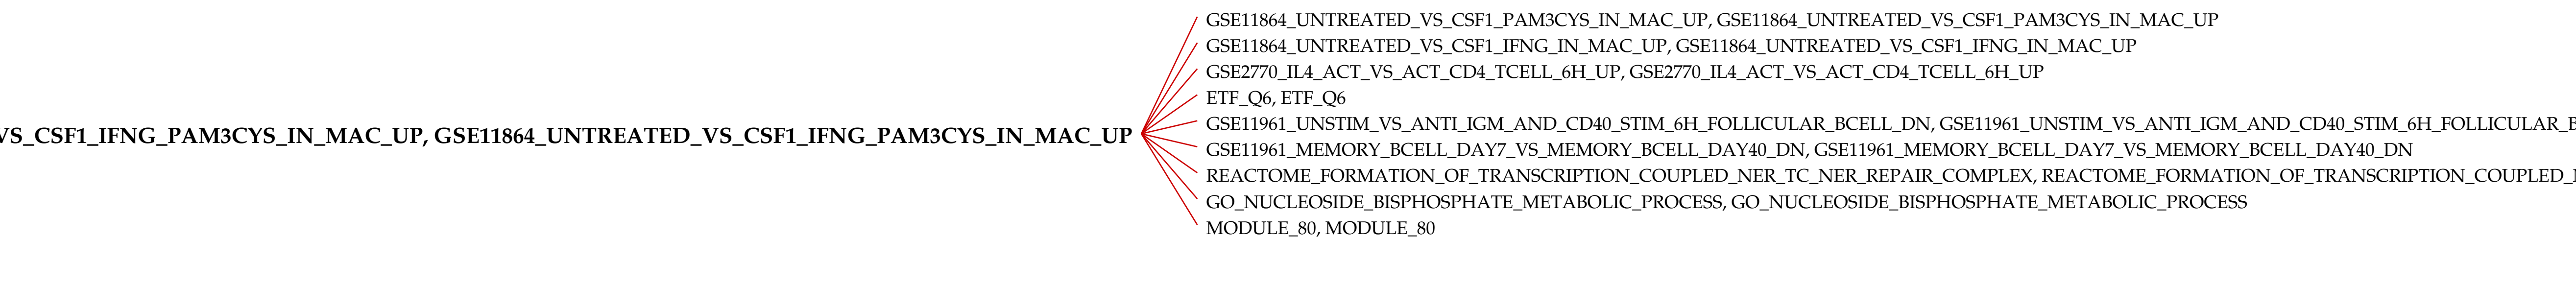 GSE11864_UNTREATED_VS_CSF1_PAM3CYS_IN_MAC_UP, GSE11864_UNTREATED_VS_CSF1_PAM3CYS_IN_MAC_UP
GSE11864_UNTREATED_VS_CSF1_IFNG_IN_MAC_UP, GSE11864_UNTREATED_VS_CSF1_IFNG_IN_MAC_UP
GSE2770_IL4_ACT_VS_ACT_CD4_TCELL_6H_UP, GSE2770_IL4_ACT_VS_ACT_CD4_TCELL_6H_UP
ETF_Q6, ETF_Q6
GSE11961_UNSTIM_VS_ANTI_IGM_AND_CD40_STIM_6H_FOLLICULAR_BCELL_DN, GSE11961_UNSTIM_VS_ANTI_IGM_AND_CD40_STIM_6H_FOLLICULAR_B
VS_CSF1_IFNG_PAM3CYS_IN_MAC_UP, GSE11864_UNTREATED_VS_CSF1_IFNG_PAM3CYS_IN_MAC_UP
GSE11961_MEMORY_BCELL_DAY7_VS_MEMORY_BCELL_DAY40_DN, GSE11961_MEMORY_BCELL_DAY7_VS_MEMORY_BCELL_DAY40_DN
REACTOME_FORMATION_OF_TRANSCRIPTION_COUPLED_NER_TC_NER_REPAIR_COMPLEX, REACTOME_FORMATION_OF_TRANSCRIPTION_COUPLED_
GO_NUCLEOSIDE_BISPHOSPHATE_METABOLIC_PROCESS, GO_NUCLEOSIDE_BISPHOSPHATE_METABOLIC_PROCESS
MODULE_80, MODULE_80